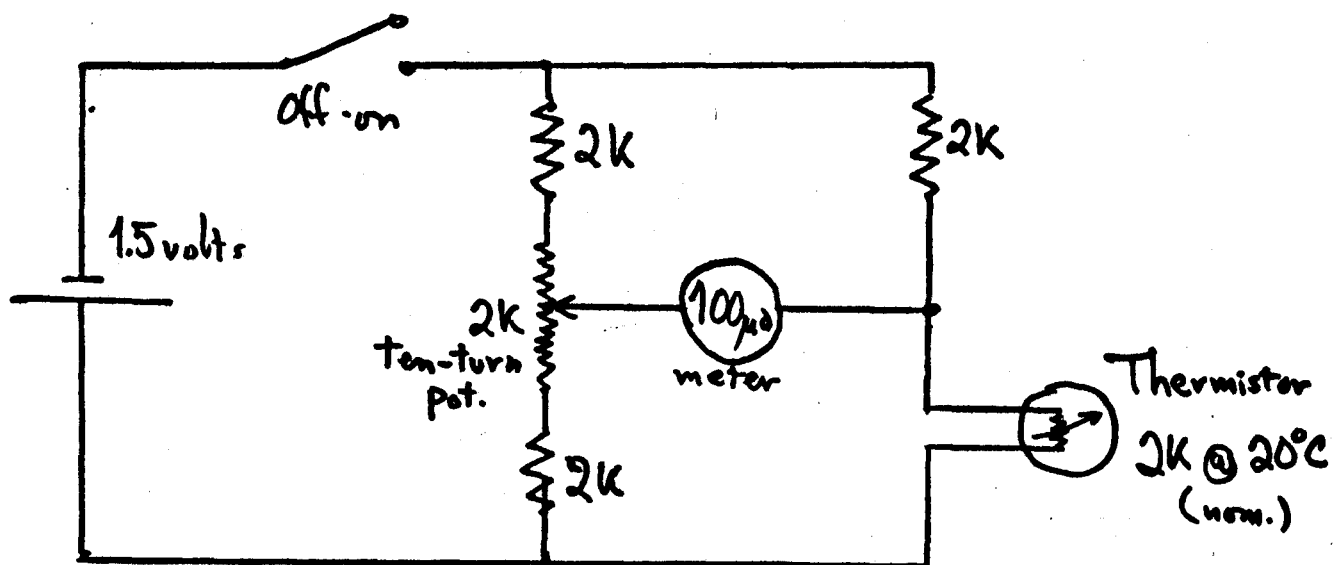 Off-on
2K
2K
1.5 volts
2K
Ten-turn
pot.
100μa
meter
2K
Thermistor
2K @ 20°C
(nom.)